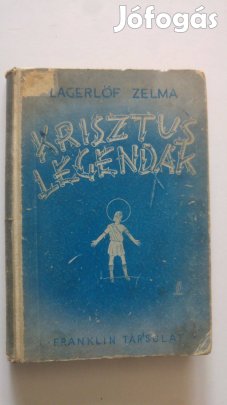 Jófogás
LAGERLÖF ZELMA
KRISZTUS
LEGENDÁK
FRANKLIN TÁRSULAT